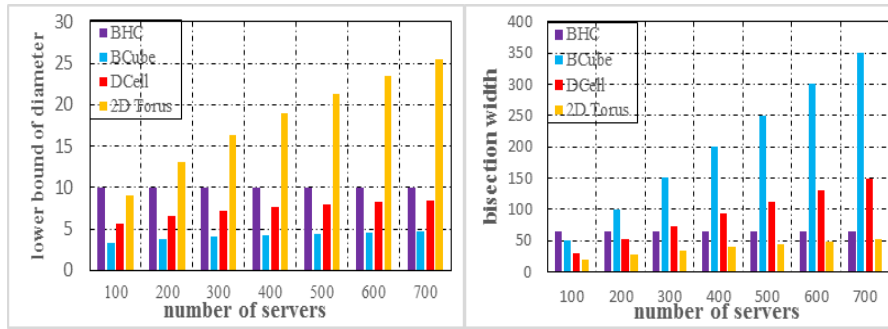 lower bound of diameter
30
25
20
15
10
5
0
BHC
BCube
DCell
2D Torus
100 200 300 400 500 600 700
number of servers
bisection width
400
350
300
250
200
150
100
50
0
BHC
BCube
DCell
2D Torus
100 200 300 400 500 600 700
number of servers